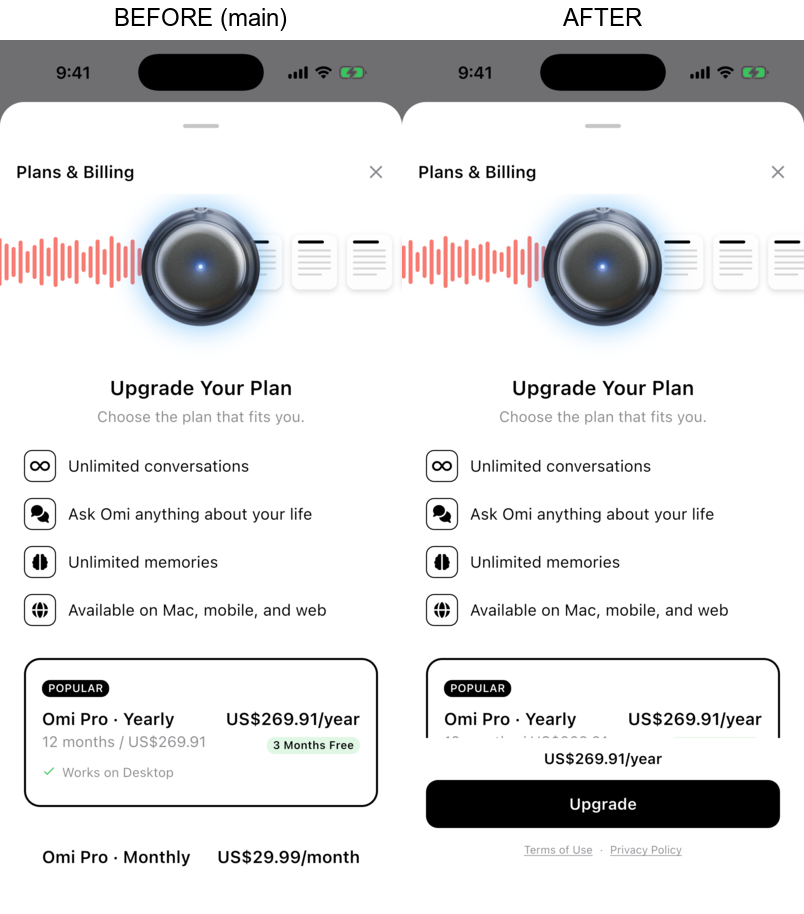 BEFORE (main)
9:41
Plans & Billing
Upgrade Your Plan
Choose the plan that fits you.
Unlimited conversations
Ask Omi anything about your life
Unlimited memories
Available on Mac, mobile, and web
POPULAR
Omi Pro · Yearly US$269.91/year
12 months / US$269.91 3 Months Free
Works on Desktop
Omi Pro · Monthly US$29.99/month
AFTER
9:41
Plans & Billing
Upgrade Your Plan
Choose the plan that fits you.
Unlimited conversations
Ask Omi anything about your life
Unlimited memories
Available on Mac, mobile, and web
POPULAR
Omi Pro · Yearly US$269.91/year
US$269.91/year
Upgrade
Terms of Use · Privacy Policy